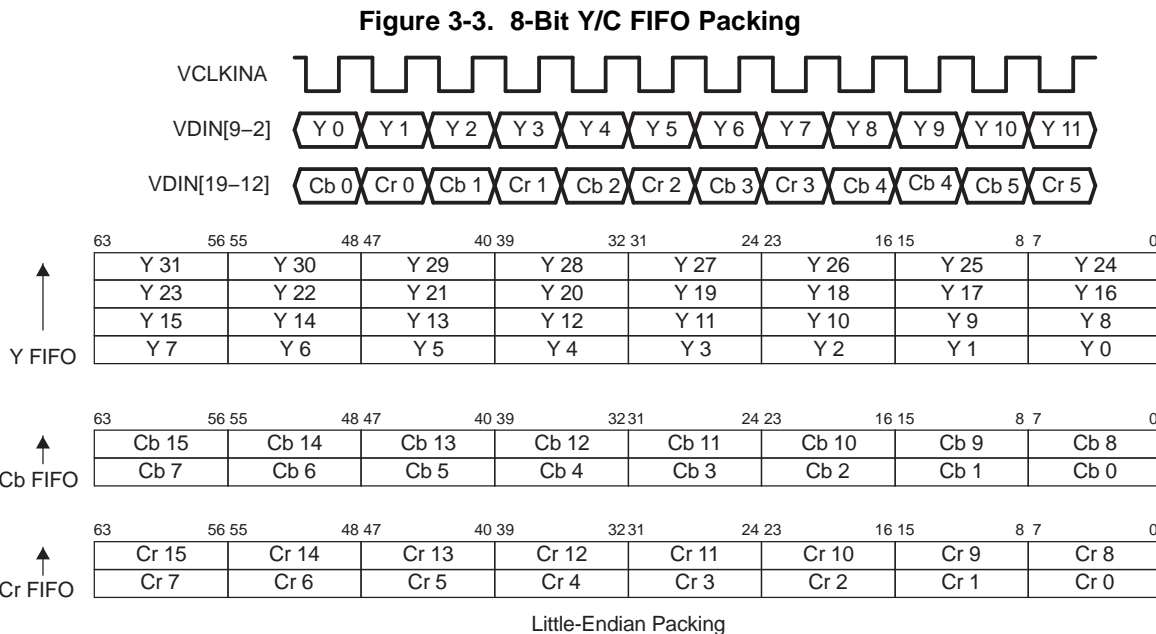 Figure 3-3. 8-Bit Y/C FIFO Packing
VCLKINA
VDIN[9–2] Y 0 Y 1 Y 2 Y 3 Y 4 Y 5 Y 6 Y 7 Y 8 Y 9 Y 10 Y 11
VDIN[19–12] Cb 0 Cr 0 Cb 1 Cr 1 Cb 2 Cr 2 Cb 3 Cr 3 Cb 4 Cb 4 Cb 5 Cr 5
63 56 55 48 47 40 39 32 31 24 23 16 15 8 7 0
Y 31 Y 30 Y 29 Y 28 Y 27 Y 26 Y 25 Y 24
Y 23 Y 22 Y 21 Y 20 Y 19 Y 18 Y 17 Y 16
Y 15 Y 14 Y 13 Y 12 Y 11 Y 10 Y 9 Y 8
Y FIFO Y 7 Y 6 Y 5 Y 4 Y 3 Y 2 Y 1 Y 0
63 56 55 48 47 40 39 32 31 24 23 16 15 8 7 0
Cb 15 Cb 14 Cb 13 Cb 12 Cb 11 Cb 10 Cb 9 Cb 8
Cb FIFO Cb 7 Cb 6 Cb 5 Cb 4 Cb 3 Cb 2 Cb 1 Cb 0
63 56 55 48 47 40 39 32 31 24 23 16 15 8 7 0
Cr 15 Cr 14 Cr 13 Cr 12 Cr 11 Cr 10 Cr 9 Cr 8
Cr FIFO Cr 7 Cr 6 Cr 5 Cr 4 Cr 3 Cr 2 Cr 1 Cr 0
Little-Endian Packing